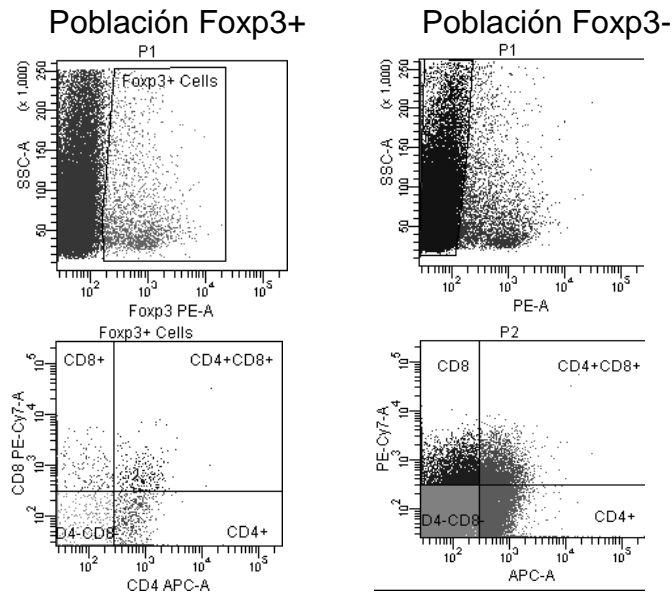 Población Foxp3+
Población Foxp3-
P1
(x 1,000)
250
200
150
100
50
SSC-A
Foxp3+ Cells
10²
10³
10⁴
10⁵
Foxp3 PE-A
P1
(x 1,000)
250
200
150
100
50
SSC-A
10²
10³
10⁴
10⁵
PE-A
Foxp3+ Cells
CD8 PE-Cy7-A
10⁵
10⁴
10³
10²
CD8+
CD4+CD8+
D4-CD8
CD4+
10²
10³
10⁴
10⁵
CD4 APC-A
P2
PE-Cy7-A
10⁵
10⁴
10³
10²
CD8
CD4+CD8+
D4-CD8-
CD4+
10²
10³
10⁴
10⁵
APC-A